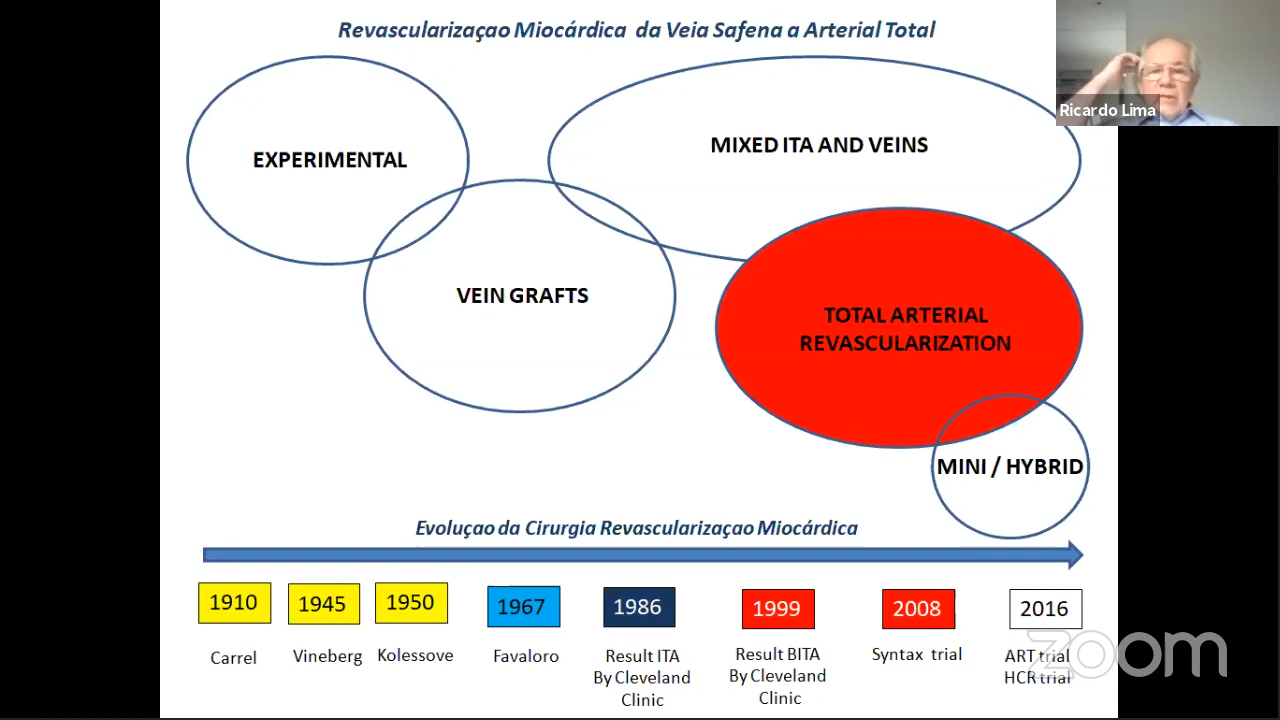 Revascularizaçao Miocárdica da Veia Safena a Arterial Total
Ricardo Lima
EXPERIMENTAL
MIXED ITA AND VEINS
VEIN GRAFTS
TOTAL ARTERIAL
REVASCULARIZATION
MINI / HYBRID
Evoluçao da Cirurgia Revascularizaçao Miocárdica
1910
1945
1950
1967
1986
1999
2008
2016
Carrel
Vineberg
Kolessove
Favaloro
Result ITA
By Cleveland
Clinic
Result BITA
By Cleveland
Clinic
Syntax trial
ART trial
HCR trial
zoom